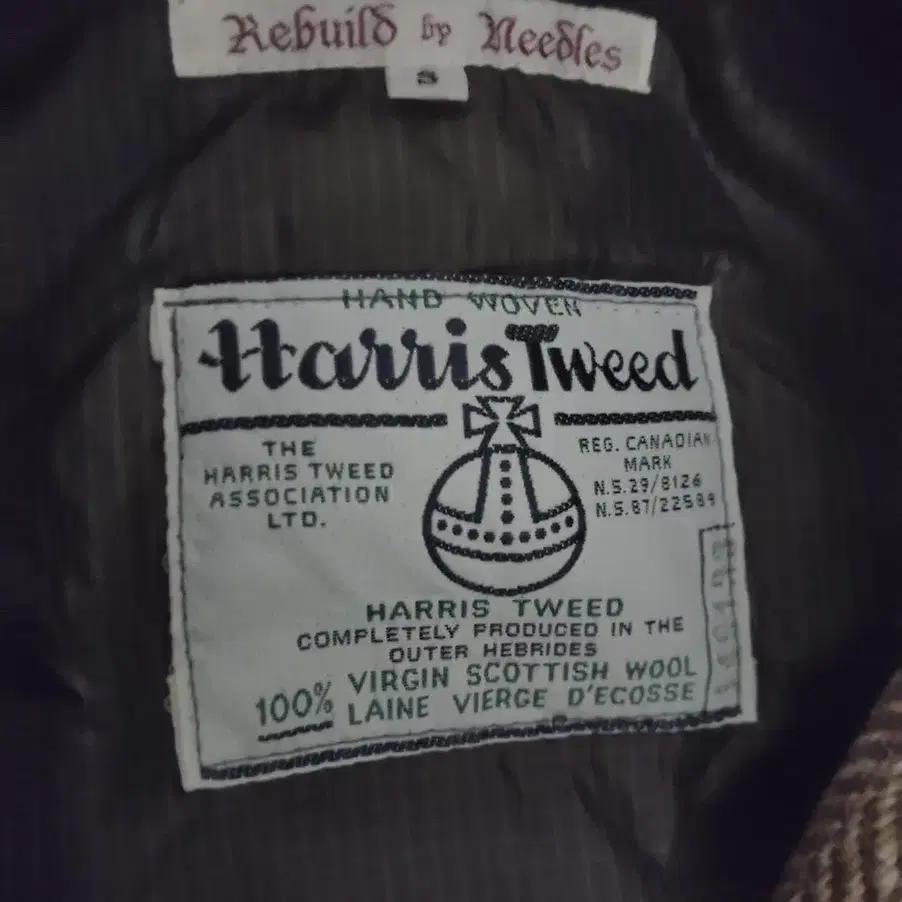 Rebuild by Needles
S
HAND WOVEN
Harris Tweed
THE
HARRIS TWEED
ASSOCIATION
LTD.
REG. CANADIAN
MARK
N.S.29/8126
N.S.87/22589
HARRIS TWEED
COMPLETELY PRODUCED IN THE
OUTER HEBRIDES
100% VIRGIN SCOTTISH WOOL
LAINE VIERGE D'ECOSSE